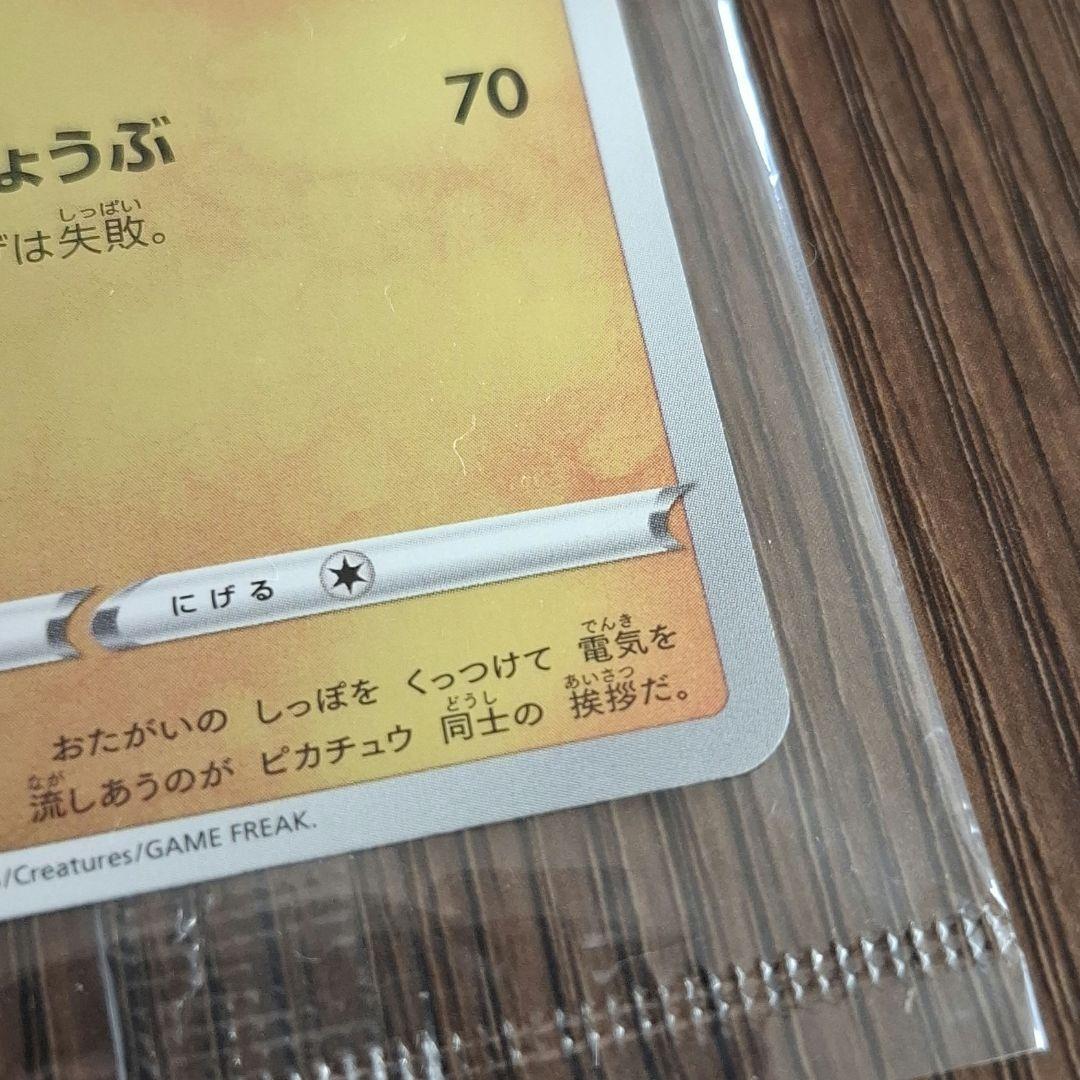 ょうぶ 70
は失敗。
にげる
おたがいの しっぽを くっつけて 電気を
流しあうのが ピカチュウ 同士の 挨拶だ。
/Creatures/GAME FREAK.